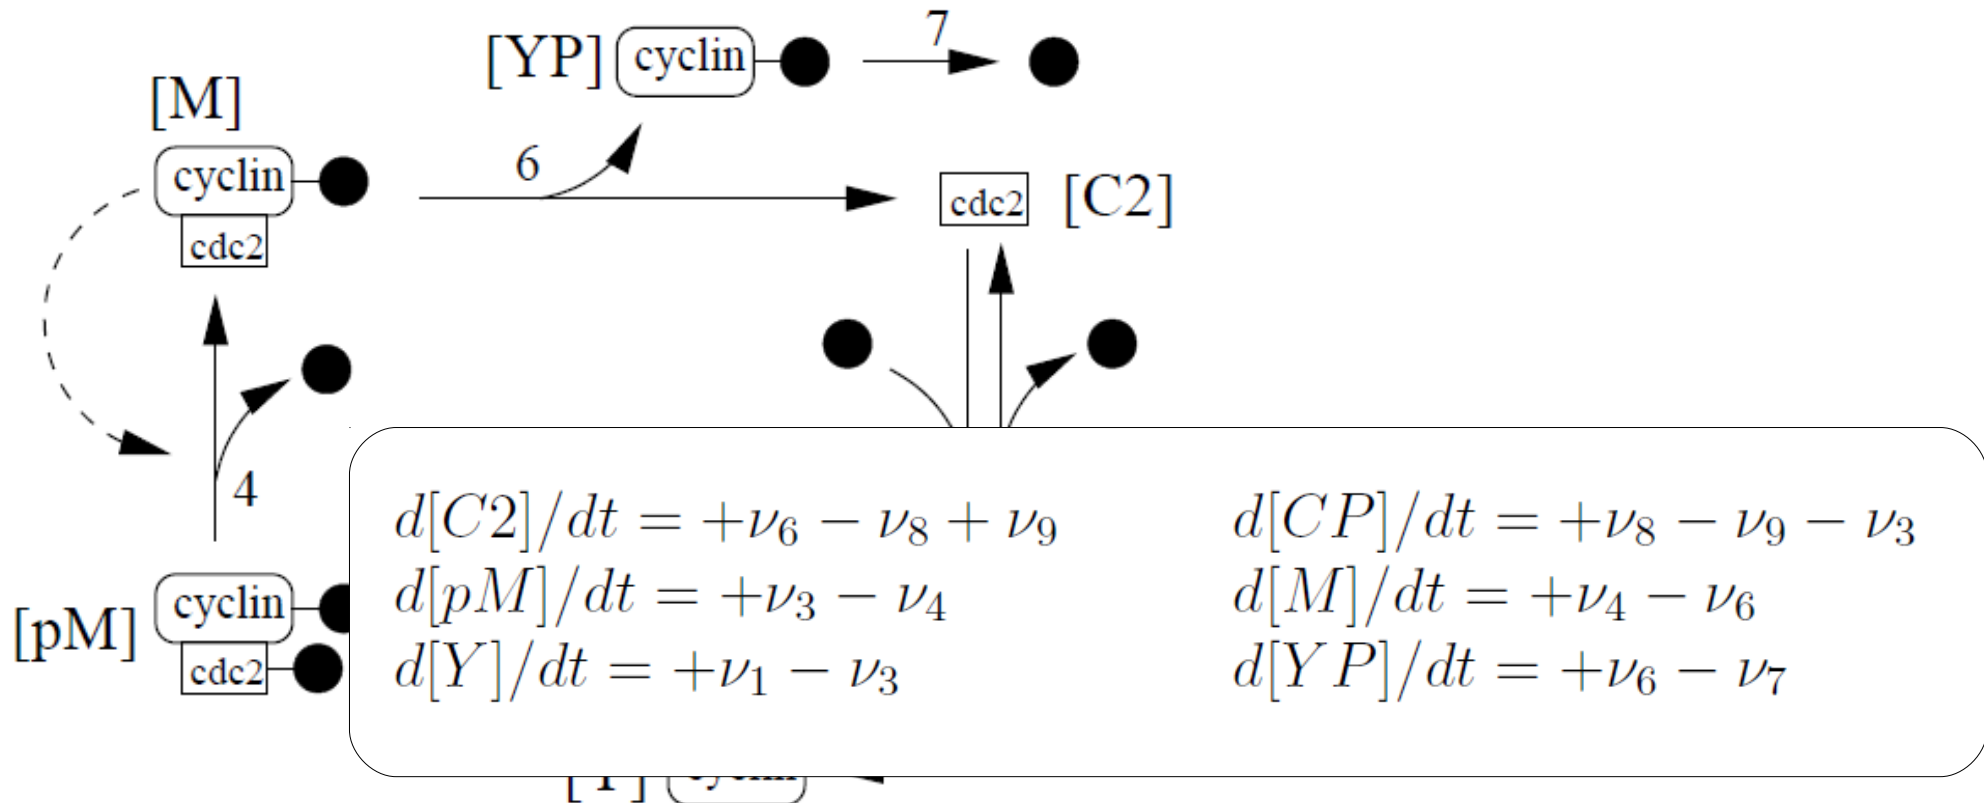 7
[YP] cyclin
[M]
6
cyclin
cdc2 [C2]
cdc2
4
[pM] cyclin
cdc2
d[C2]/dt = +ν₆ − ν₈ + ν₉
d[CP]/dt = +ν₈ − ν₉ − ν₃
d[pM]/dt = +ν₃ − ν₄
d[M]/dt = +ν₄ − ν₆
d[Y]/dt = +ν₁ − ν₃
d[YP]/dt = +ν₆ − ν₇